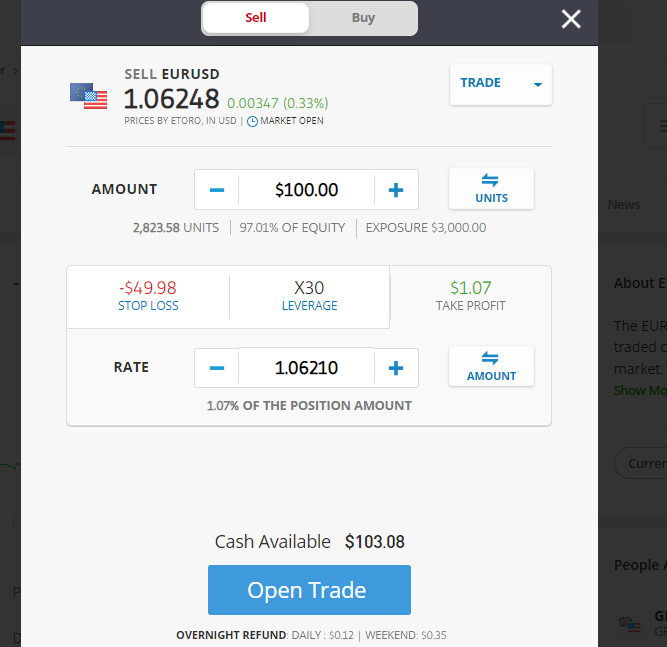 Sell
Buy
SELL EURUSD
1.06248 0.00347 (0.33%)
PRICES BY ETORO, IN USD | MARKET OPEN
TRADE
AMOUNT
$100.00
UNITS
2,823.58 UNITS | 97.01% OF EQUITY | EXPOSURE $3,000.00
-$49.98
STOP LOSS
X30
LEVERAGE
$1.07
TAKE PROFIT
RATE
1.06210
AMOUNT
1.07% OF THE POSITION AMOUNT
Cash Available $103.08
Open Trade
OVERNIGHT REFUND: DAILY : $0.12 | WEEKEND: $0.35
News
About E
The EUR
traded c
market.
Show Mo
Currer
People A